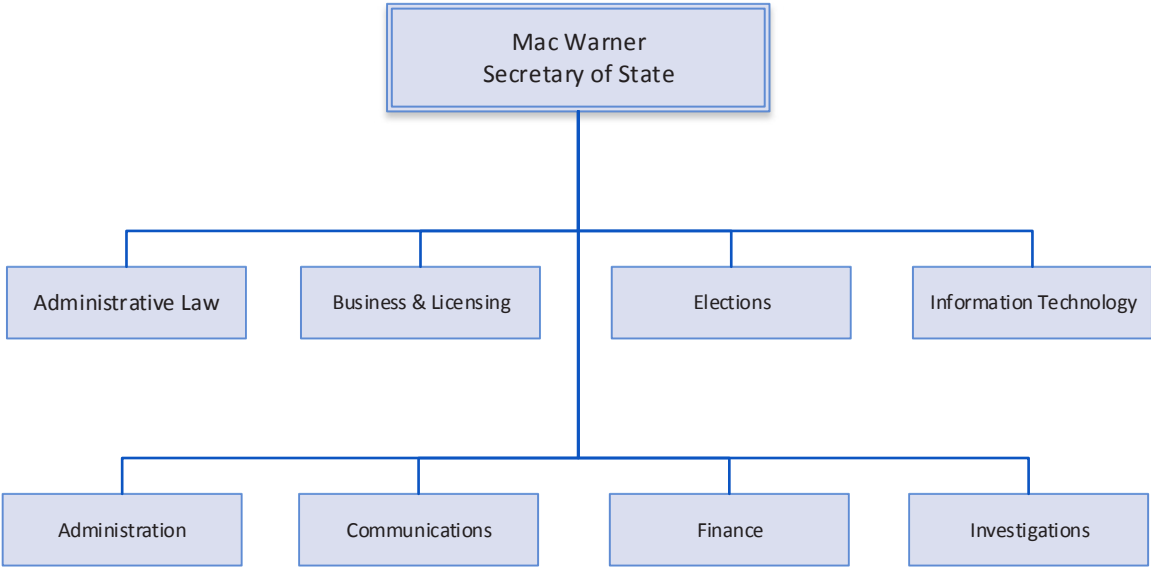 Mac Warner
Secretary of State
Administrative Law
Business & Licensing
Elections
Information Technology
Administration
Communications
Finance
Investigations